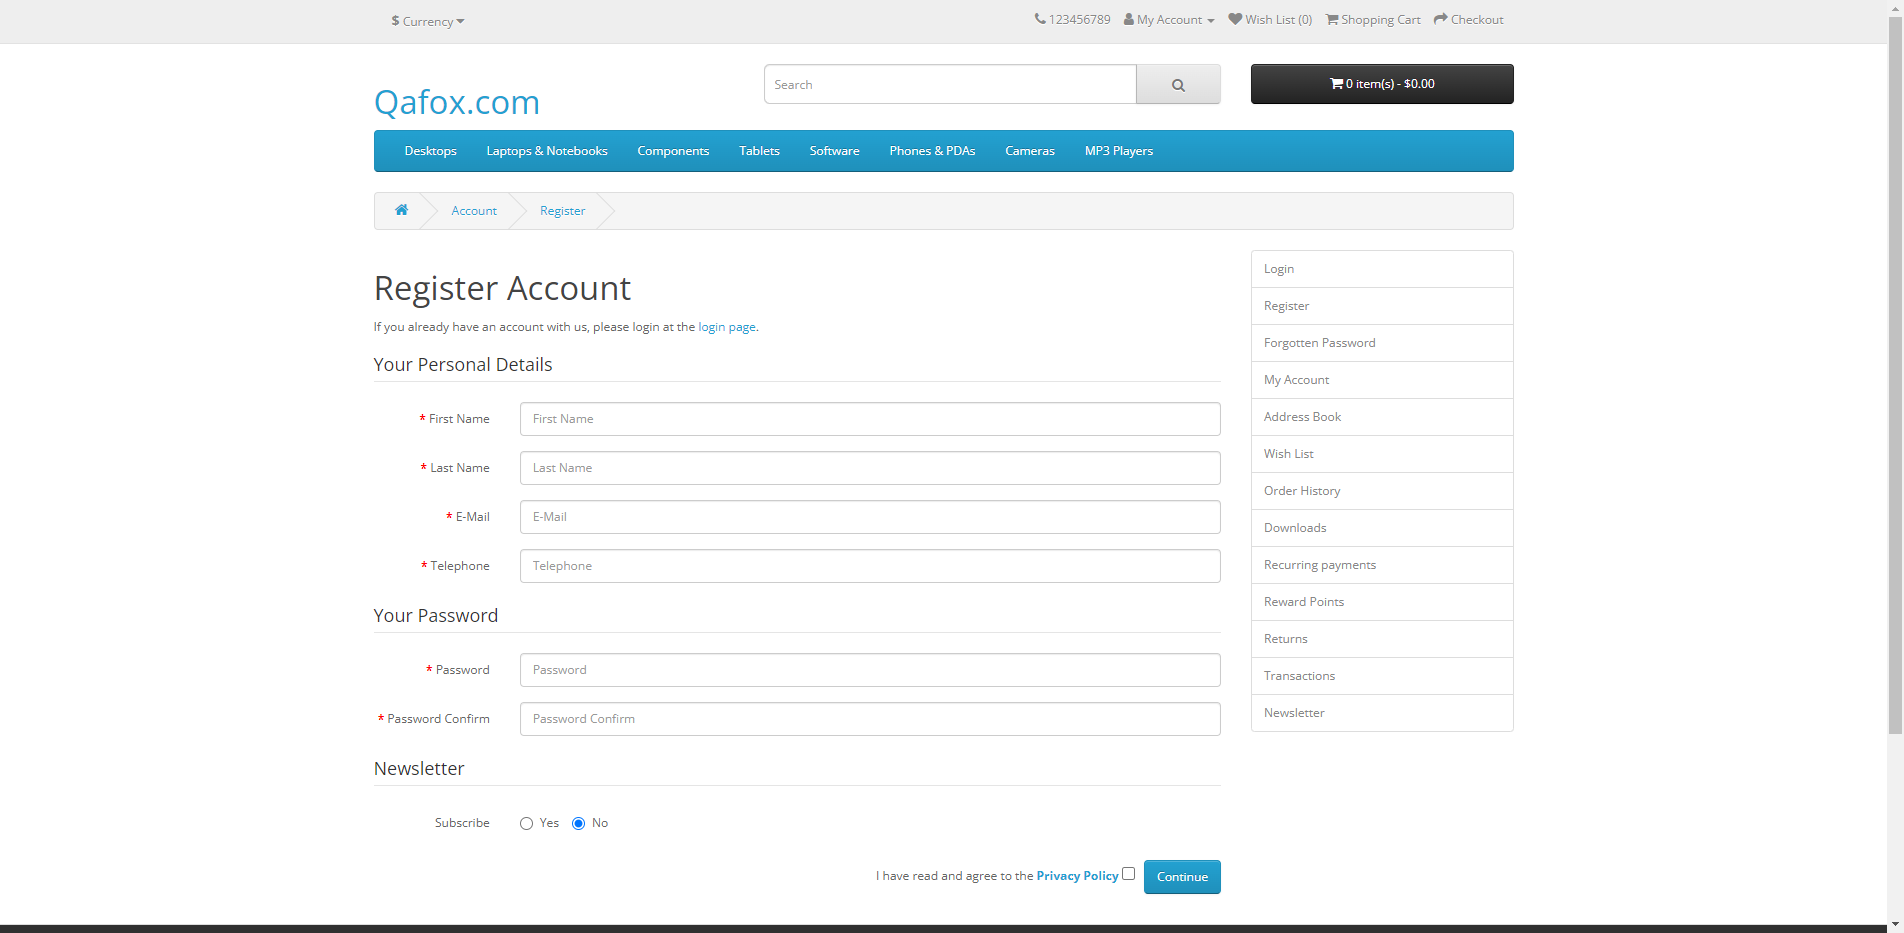 $ Currency
123456789 My Account Wish List (0) Shopping Cart Checkout
Qafox.com
Search
0 item(s) - $0.00
Desktops Laptops & Notebooks Components Tablets Software Phones & PDAs Cameras MP3 Players
Account Register
Register Account
If you already have an account with us, please login at the login page.
Your Personal Details
* First Name First Name
* Last Name Last Name
* E-Mail E-Mail
* Telephone Telephone
Your Password
* Password Password
* Password Confirm Password Confirm
Newsletter
Subscribe Yes No
I have read and agree to the Privacy Policy Continue
Login
Register
Forgotten Password
My Account
Address Book
Wish List
Order History
Downloads
Recurring payments
Reward Points
Returns
Transactions
Newsletter